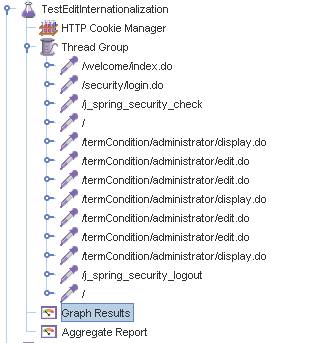 TestEditInternationalization
HTTP Cookie Manager
Thread Group
/welcome/index.do
/security/login.do
/j_spring_security_check
/
/termCondition/administrator/display.do
/termCondition/administrator/edit.do
/termCondition/administrator/edit.do
/termCondition/administrator/display.do
/termCondition/administrator/edit.do
/termCondition/administrator/edit.do
/termCondition/administrator/display.do
/j_spring_security_logout
/
Graph Results
Aggregate Report